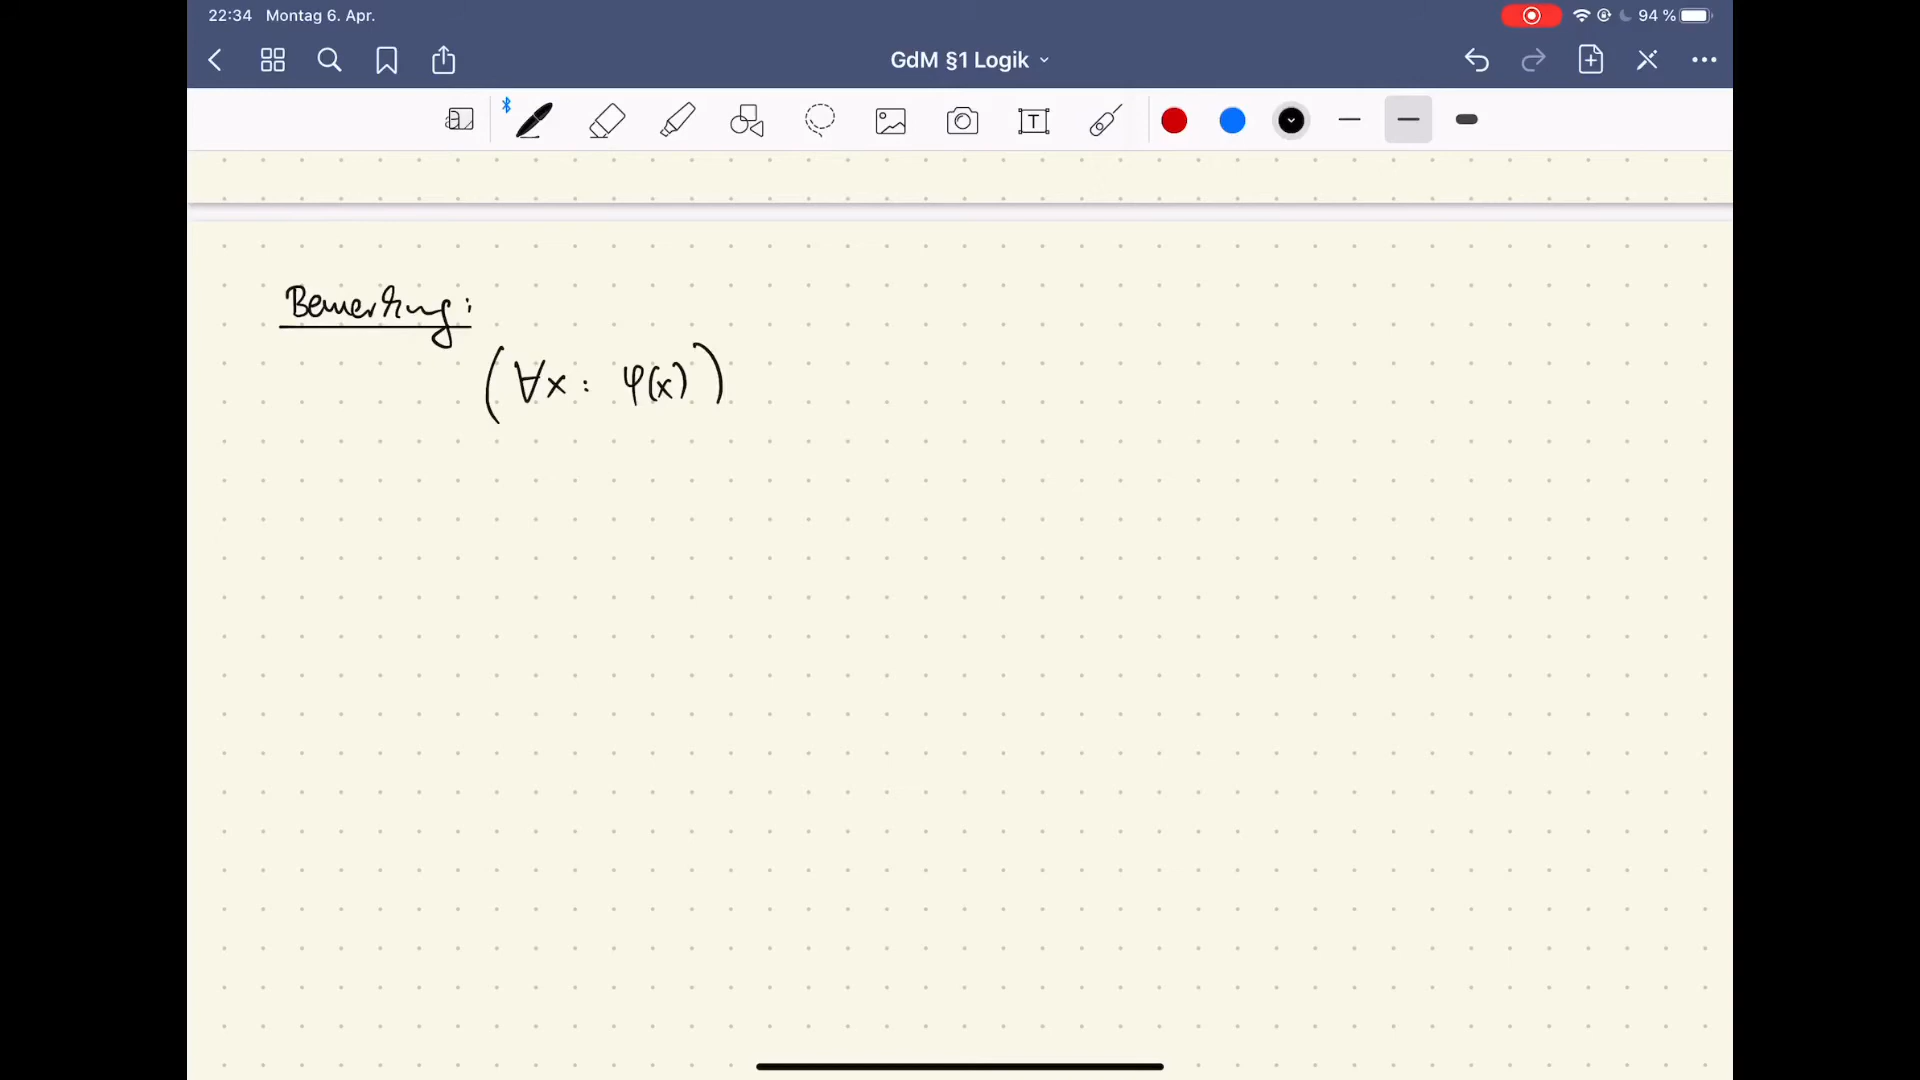 22:34 Montag 6. Apr. 94 %
GdM §1 Logik
Bemerkung:
(∀x: φ(x))